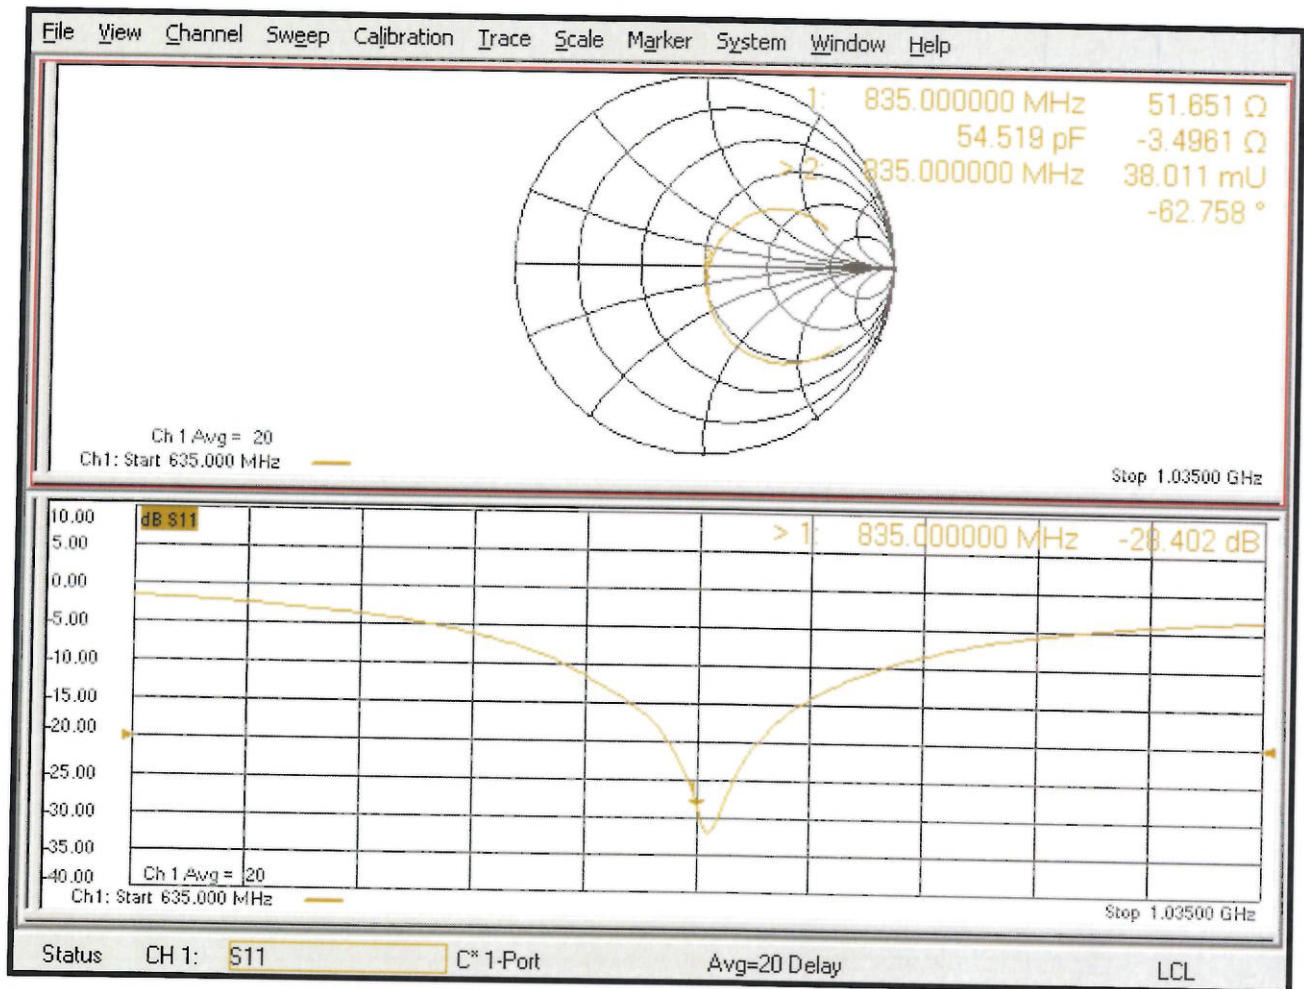 File View Channel Sweep Calibration Trace Scale Marker System Window Help
1: 835.000000 MHz 51.651 Ω
54.519 pF -3.4961 Ω
> 2: 835.000000 MHz 38.011 mU
-62.758 °
Ch 1 Avg = 20
Ch1: Start 635.000 MHz
Stop 1.03500 GHz
10.00
5.00
0.00
-5.00
-10.00
-15.00
-20.00
-25.00
-30.00
-35.00
-40.00
dB S11
> 1: 835.000000 MHz -28.402 dB
Ch 1 Avg = 20
Ch1: Start 635.000 MHz
Stop 1.03500 GHz
Status CH 1: S11 C* 1-Port Avg=20 Delay LCL